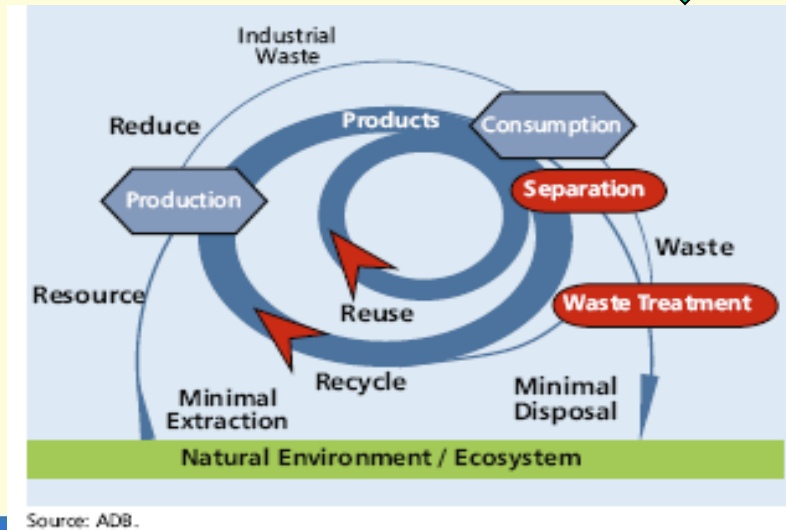 Industrial
Waste
Reduce
Products
Consumption
Production
Separation
Waste
Resource
Waste Treatment
Reuse
Recycle
Minimal
Extraction
Minimal
Disposal
Natural Environment / Ecosystem
Source: ADB.